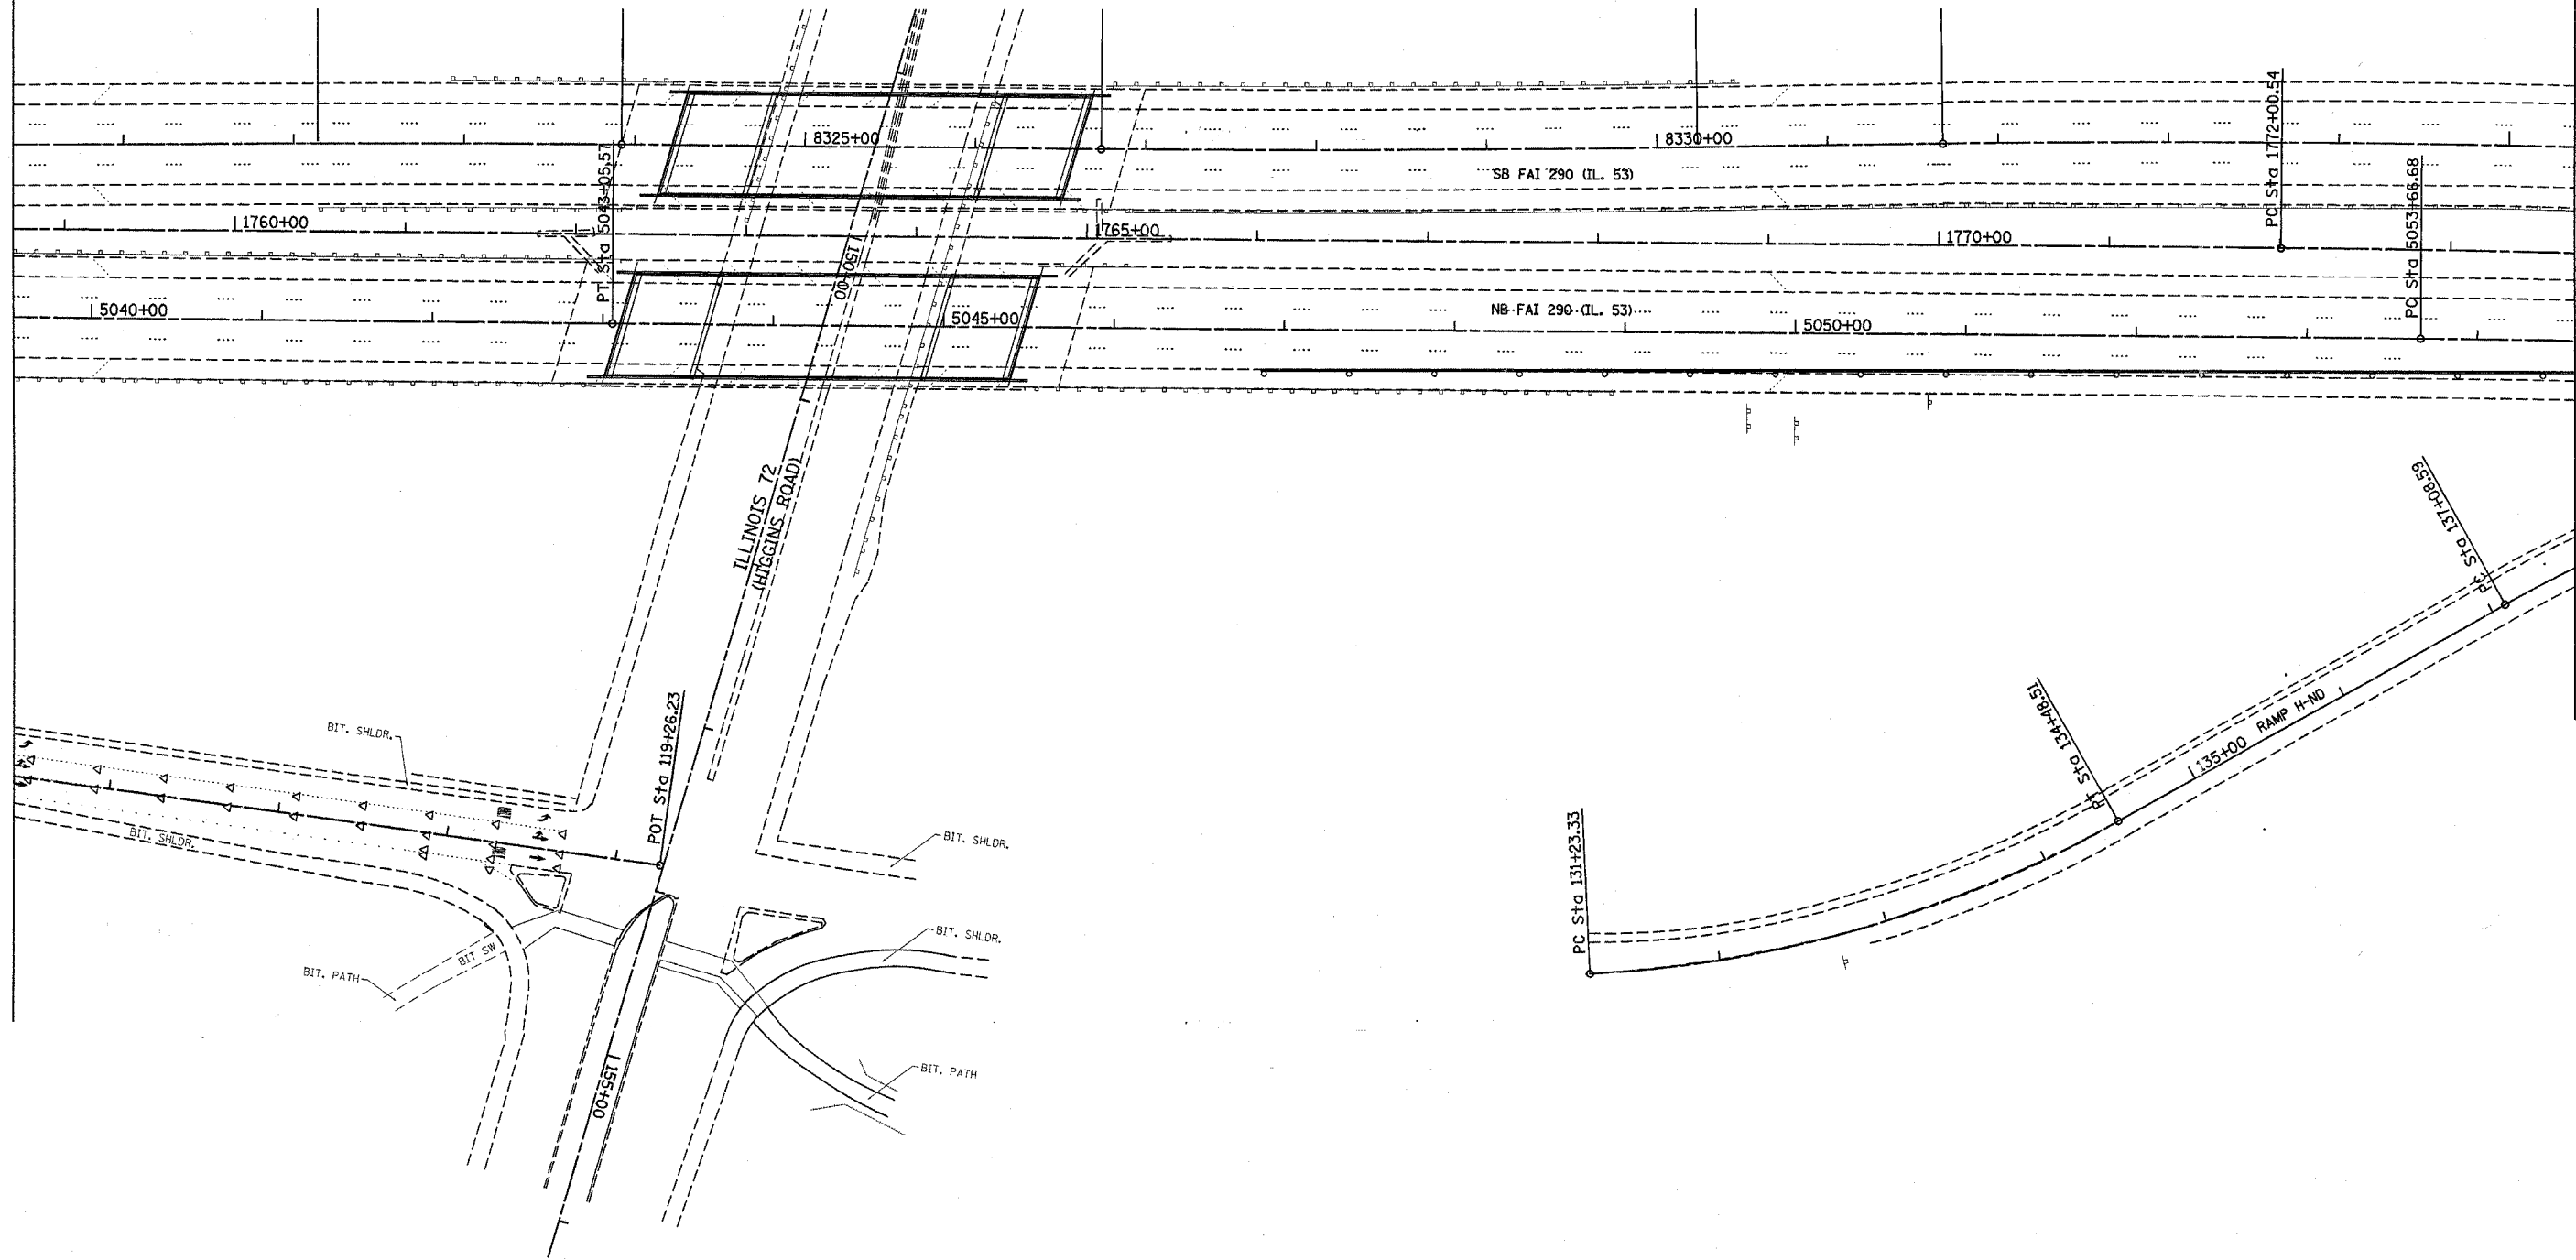 8325+00
8330+00
PC Sta 1772+00.54
SB FAI 290 (IL. 53)
PT Sta 5043+05.57
PC Sta 5053+66.68
1760+00
1765+00
1770+00
150+00
5040+00
5045+00
NB FAI 290 (IL. 53)
5050+00
ILLINOIS 72
(HIGGINS ROAD)
PC Sta 137+08.59
PT Sta 134+48.51
RAMP H-ND
135+00
POT Sta 119+26.23
BIT. SHLDR.
BIT. SHLDR.
BIT. SHLDR.
PC Sta 131+23.33
BIT. SHLDR.
BIT SW
BIT. PATH
155+00
BIT. PATH